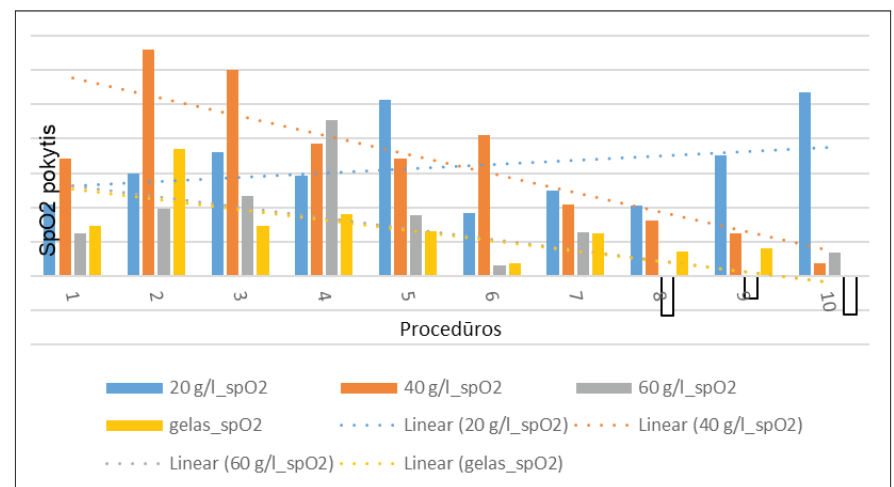 SpO2 pokytis
1 2 3 4 5 6 7 8 9 10
Procedūros
20 g/l_spO2 40 g/l_spO2 60 g/l_spO2
gelas_spO2 Linear (20 g/l_spO2) Linear (40 g/l_spO2)
Linear (60 g/l_spO2) Linear (gelas_spO2)